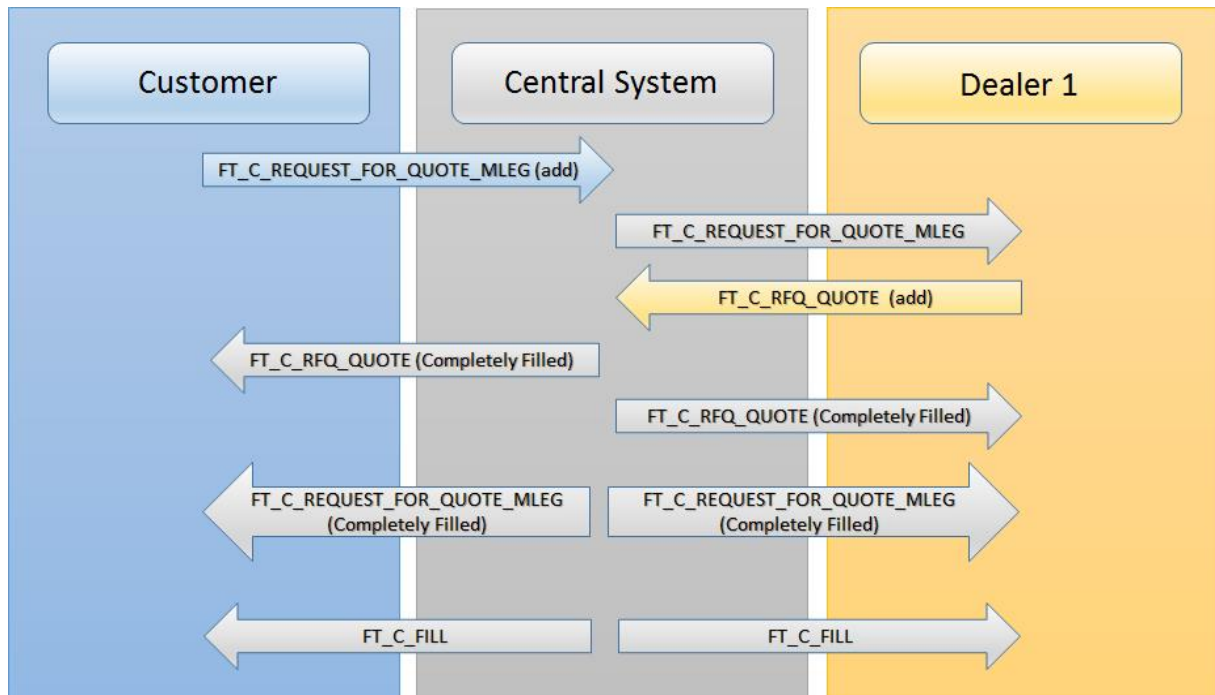 Customer
Central System
Dealer 1
FT_C_REQUEST_FOR_QUOTE_MLEG (add)
FT_C_REQUEST_FOR_QUOTE_MLEG
FT_C_RFQ_QUOTE (add)
FT_C_RFQ_QUOTE (Completely Filled)
FT_C_RFQ_QUOTE (Completely Filled)
FT_C_REQUEST_FOR_QUOTE_MLEG
(Completely Filled)
FT_C_REQUEST_FOR_QUOTE_MLEG
(Completely Filled)
FT_C_FILL
FT_C_FILL